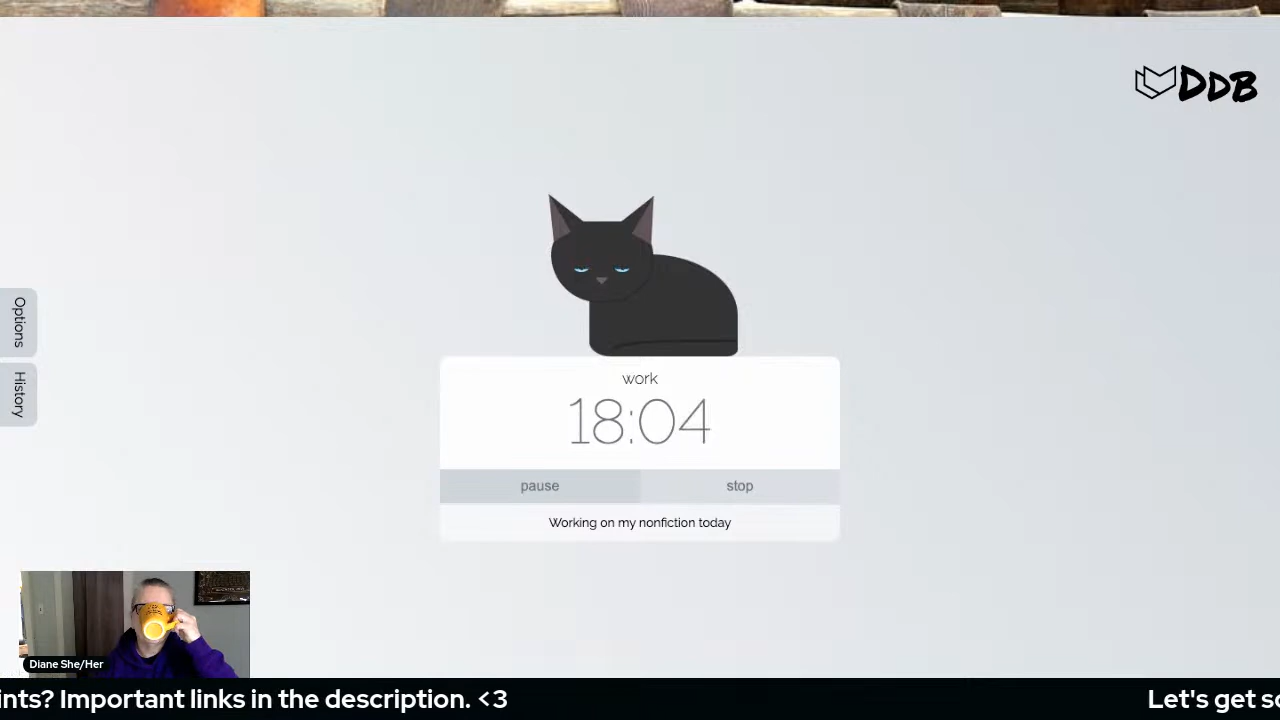 DDB
Options
History
work
18:04
pause
stop
Working on my nonfiction today
Diane She/Her
ints? Important links in the description. <3
Let's get so